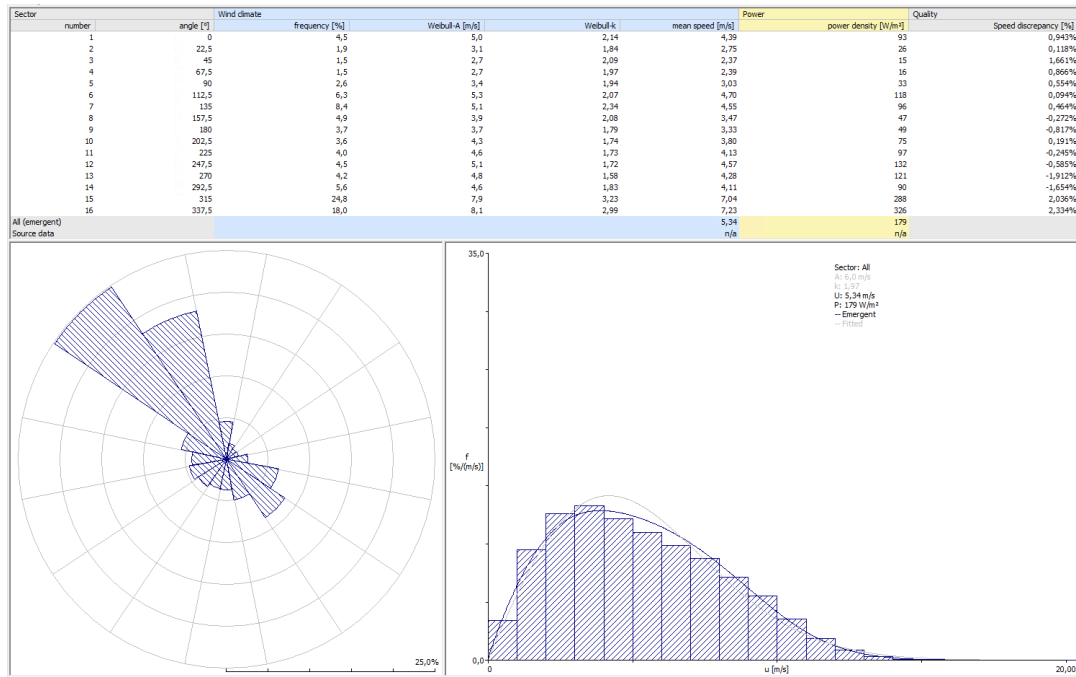 Sector Wind climate Power Quality
number angle [°] frequency [%] Weibull-A [m/s] Weibull-k mean speed [m/s] power density [W/m²] Speed discrepancy [%]
1 0 4,5 5,0 2,14 4,39 93 0,943%
2 22,5 1,9 3,1 1,84 2,75 26 0,118%
3 45 1,5 2,7 2,09 2,37 15 1,661%
4 67,5 1,5 2,7 1,97 2,39 16 0,866%
5 90 2,6 3,4 1,94 3,03 33 0,554%
6 112,5 6,3 5,3 2,07 4,70 118 0,094%
7 135 8,4 5,1 2,34 4,55 96 0,464%
8 157,5 4,9 3,9 2,08 3,47 47 -0,272%
9 180 3,7 3,7 1,79 3,33 49 -0,817%
10 202,5 3,6 4,3 1,74 3,80 75 0,191%
11 225 4,0 4,6 1,73 4,13 97 -0,245%
12 247,5 4,5 5,1 1,72 4,57 132 -0,585%
13 270 4,2 4,8 1,58 4,28 121 -1,912%
14 292,5 5,6 4,6 1,83 4,11 90 -1,654%
15 315 24,8 7,9 3,23 7,04 288 2,036%
16 337,5 18,0 8,1 2,99 7,23 326 2,334%
All (emergent) 5,34 179
Source data n/a n/a
25,0%
35,0
Sector: All
A: 6,0 m/s
k: 1,97
U: 5,34 m/s
P: 179 W/m²
-- Emergent
-- Fitted
f
[%/(m/s)]
0,0
0 u [m/s] 20,00